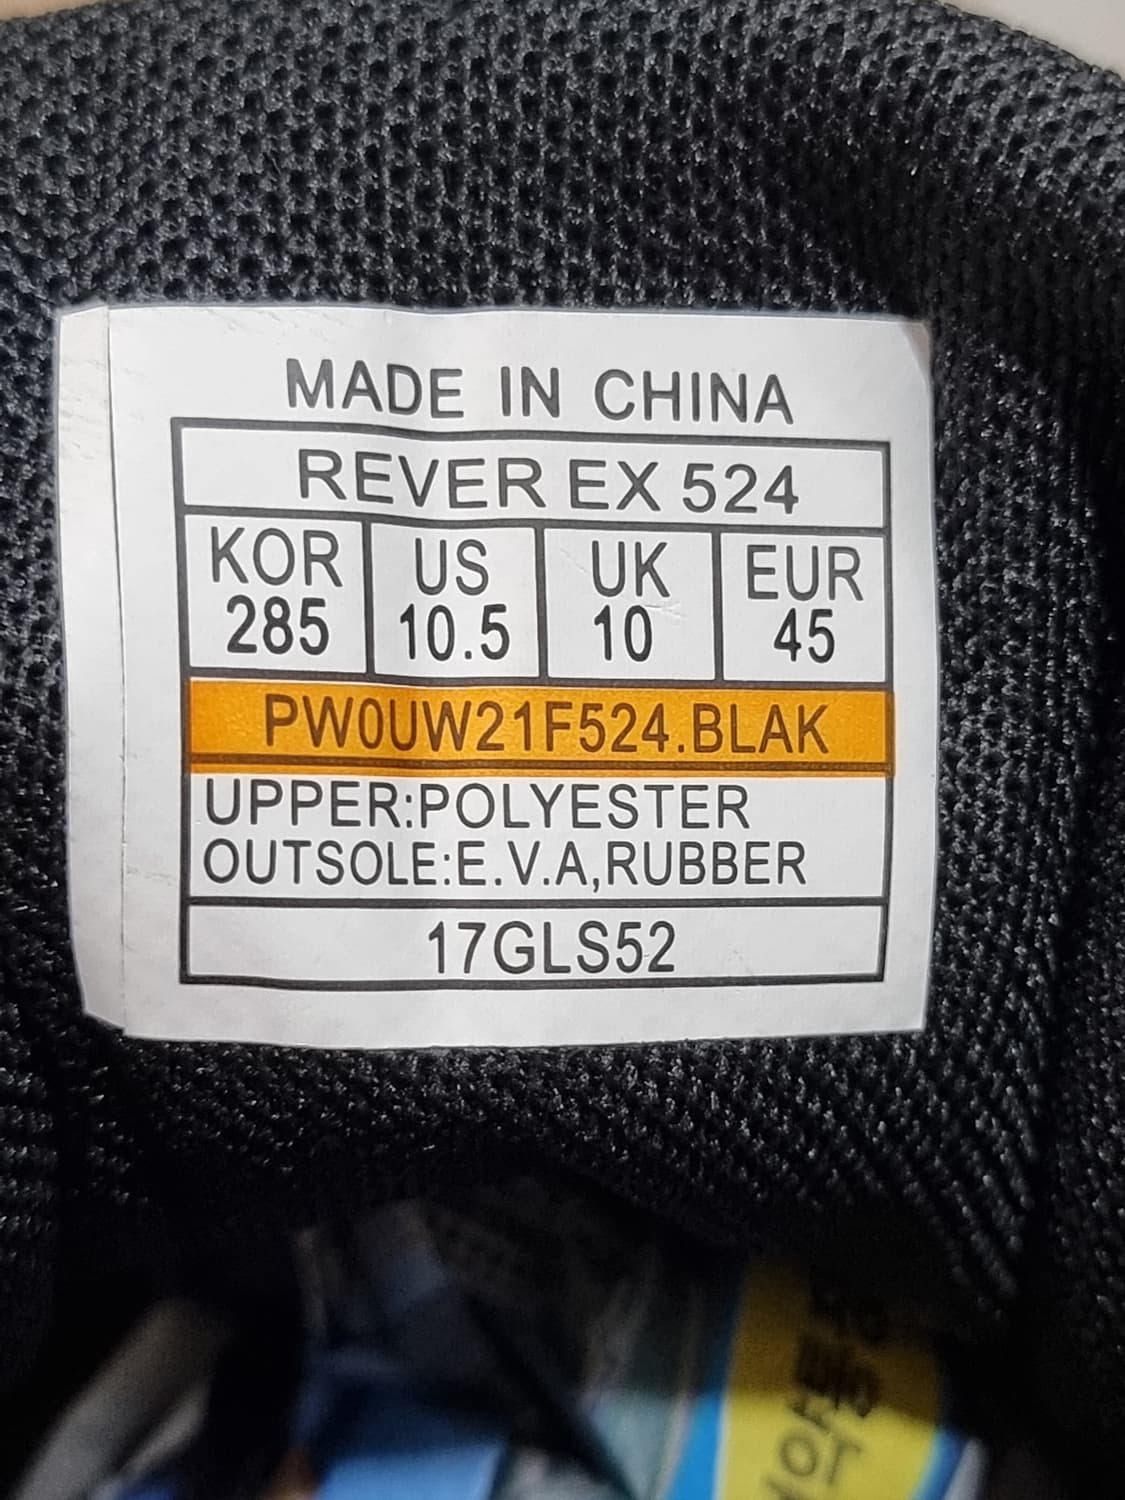 MADE IN CHINA
REVER EX 524
KOR US UK EUR
285 10.5 10 45
PW0UW21F524.BLAK
UPPER:POLYESTER
OUTSOLE:E.V.A,RUBBER
17GLS52